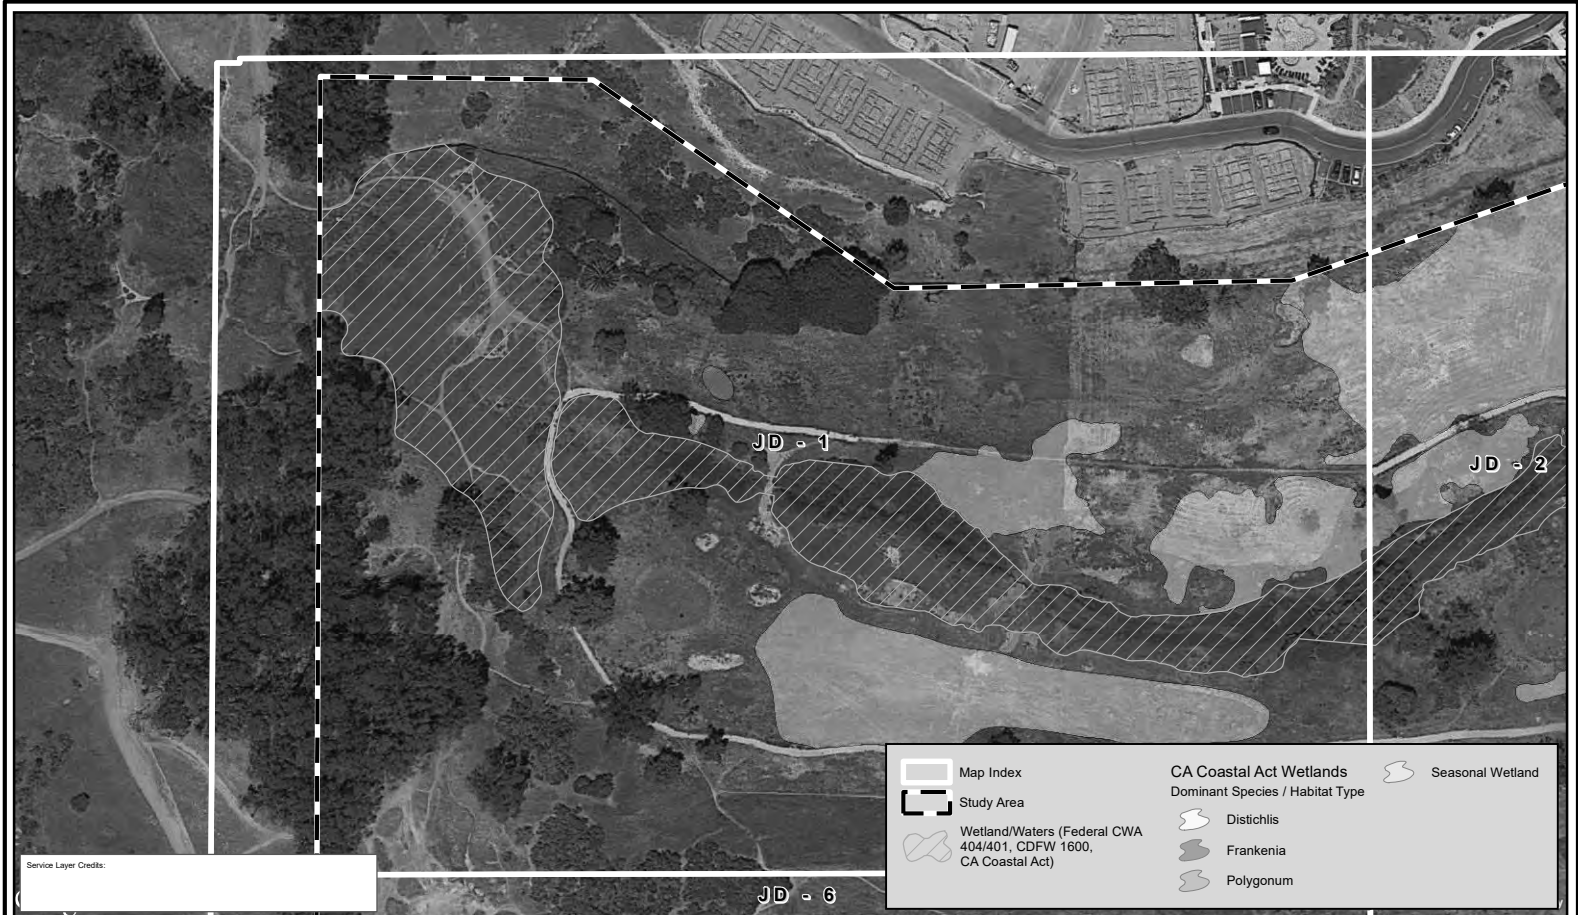 JD - 1
JD - 2
JD - 6
Map Index
Study Area
Wetland/Waters (Federal CWA
404/401, CDFW 1600,
CA Coastal Act)
CA Coastal Act Wetlands
Dominant Species / Habitat Type
Distichlis
Frankenia
Polygonum
Seasonal Wetland
Service Layer Credits: